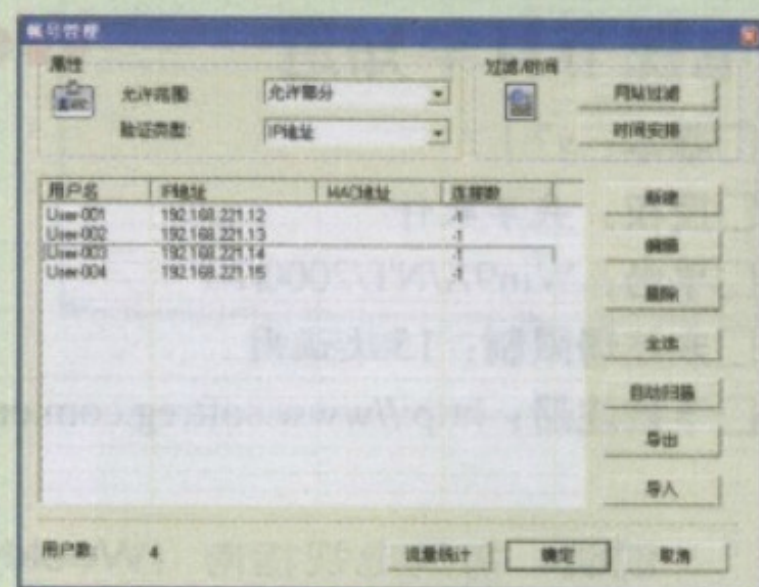 帐号管理
属性
允许范围: 允许部分
验证类型: IP地址
过滤/时间
网站过滤
时间安排
用户名 IP地址 MAC地址 连接数
User-001 192.168.221.12 -1
User-002 192.168.221.13 -1
User-003 192.168.221.14 -1
User-004 192.168.221.15 -1
新建
编辑
删除
全选
自动扫描
导出
导入
用户数: 4
流量统计
确定
取消